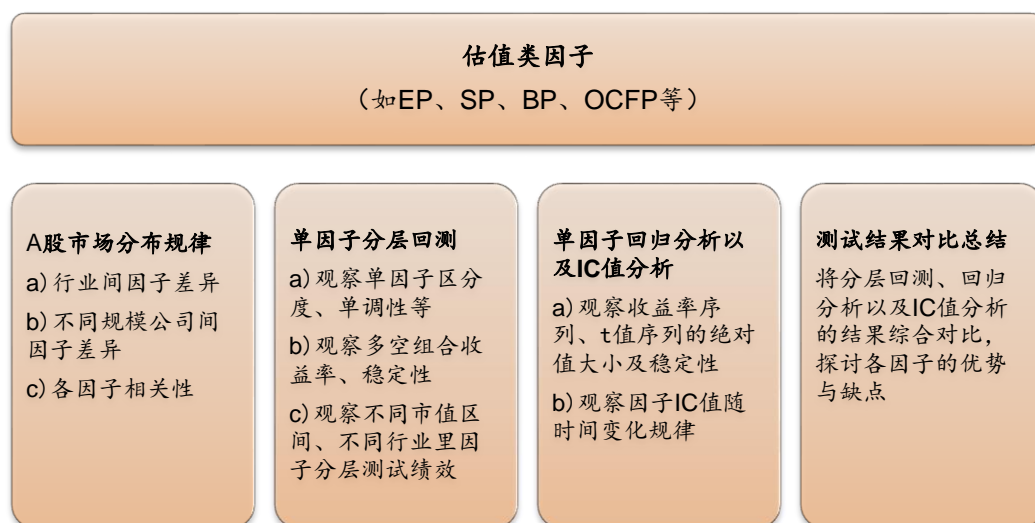 估值类因子
（如EP、SP、BP、OCFP等）
A股市场分布规律
a)行业间因子差异
b)不同规模公司间
因子差异
c)各因子相关性
单因子分层回测
a)观察单因子区分
度、单调性等
b)观察多空组合收
益率、稳定性
c)观察不同市值区
间、不同行业里因
子分层测试绩效
单因子回归分析以
及IC值分析
a)观察收益率序
列、t值序列的绝对
值大小及稳定性
b)观察因子IC值随
时间变化规律
测试结果对比总结
将分层回测、回归
分析以及IC值分析
的结果综合对比，
探讨各因子的优势
与缺点